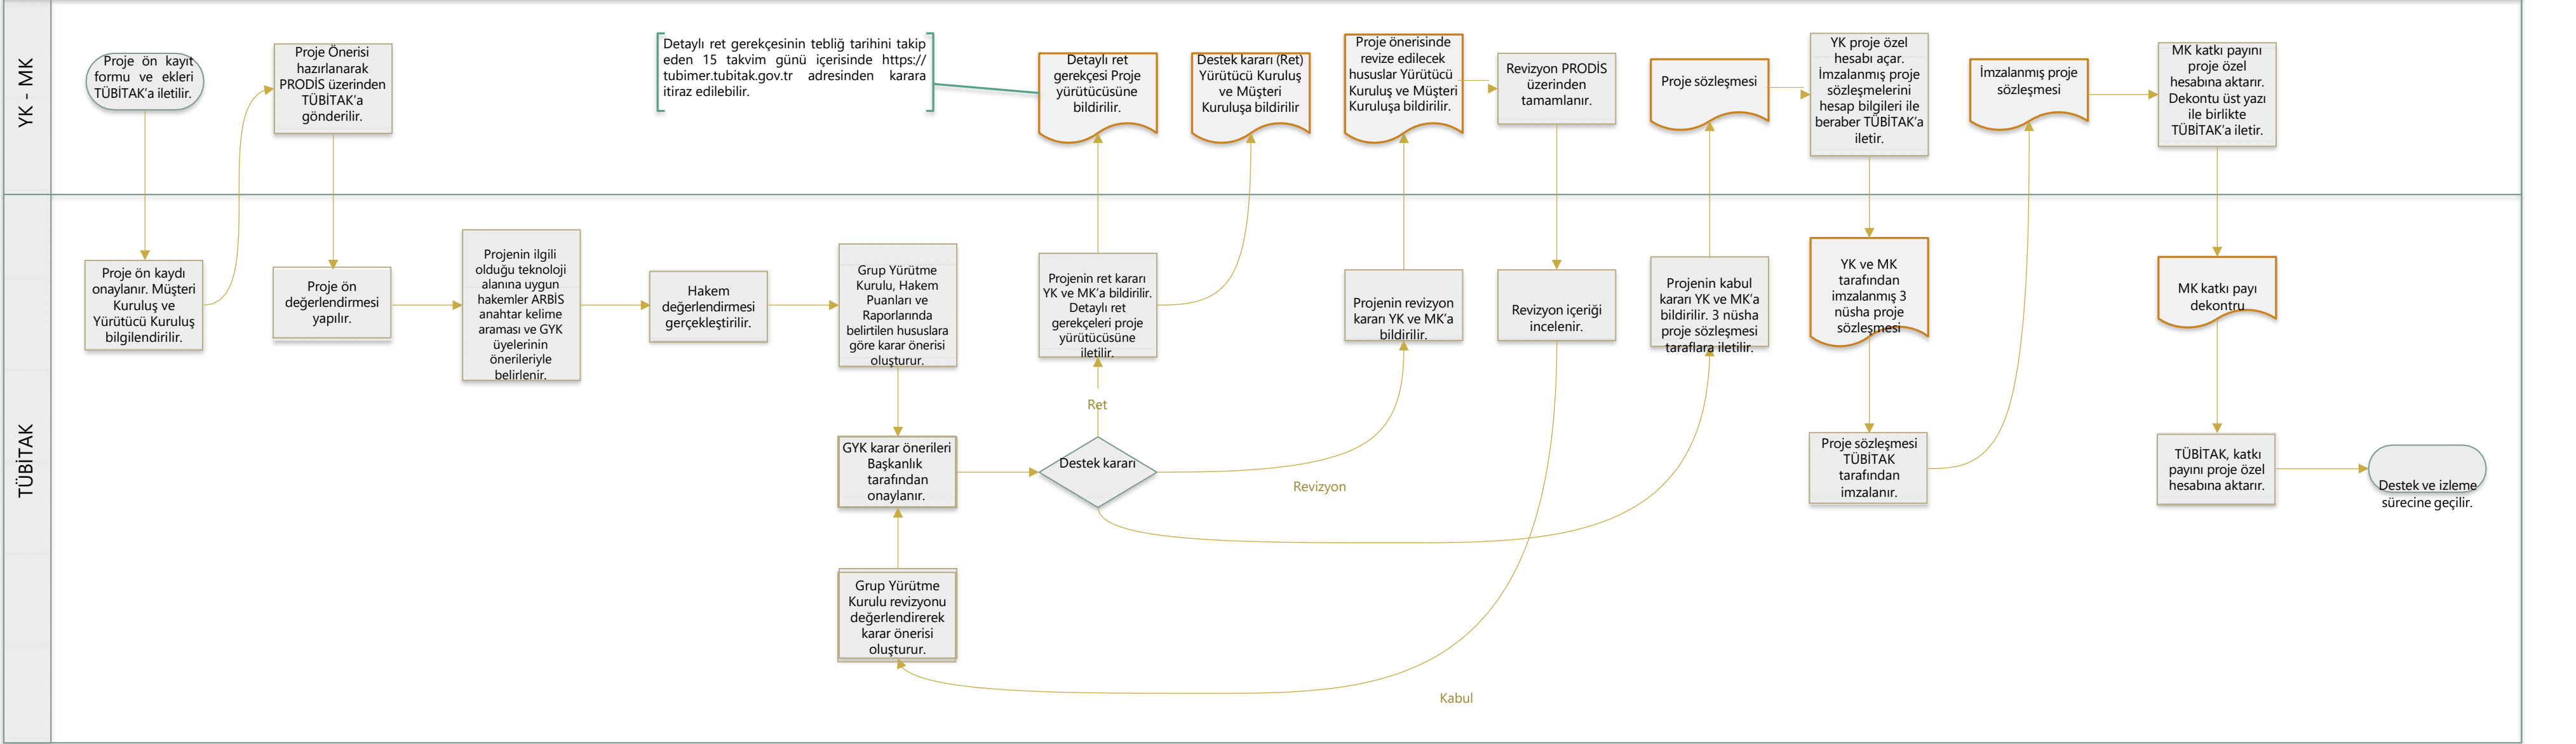 YK - MK
Proje ön kayıt
formu ve ekleri
TÜBİTAK’a iletilir.
Proje Önerisi
hazırlanarak
PRODİS üzerinden
TÜBİTAK’a
gönderilir.
Detaylı ret gerekçesinin tebliğ tarihini takip
eden 15 takvim günü içerisinde https://
tubimer.tubitak.gov.tr adresinden karara
itiraz edilebilir.
Detaylı ret
gerekçesi Proje
yürütücüsüne
bildirilir.
Destek kararı (Ret)
Yürütücü Kuruluş
ve Müşteri
Kuruluşa bildirilir
Proje önerisinde
revize edilecek
hususlar Yürütücü
Kuruluş ve Müşteri
Kuruluşa bildirilir.
Revizyon PRODİS
üzerinden
tamamlanır.
Proje sözleşmesi
YK proje özel
hesabı açar.
İmzalanmış proje
sözleşmelerini
hesap bilgileri ile
beraber TÜBİTAK’a
iletir.
İmzalanmış proje
sözleşmesi
MK katkı payını
proje özel
hesabına aktarır.
Dekontu üst yazı
ile birlikte
TÜBİTAK’a iletir.
TÜBİTAK
Proje ön kaydı
onaylanır. Müşteri
Kuruluş ve
Yürütücü Kuruluş
bilgilendirilir.
Proje ön
değerlendirmesi
yapılır.
Projenin ilgili
olduğu teknoloji
alanına uygun
hakemler ARBİS
anahtar kelime
araması ve GYK
üyelerinin
önerileriyle
belirlenir.
Hakem
değerlendirmesi
gerçekleştirilir.
Grup Yürütme
Kurulu, Hakem
Puanları ve
Raporlarında
belirtilen hususlara
göre karar önerisi
oluşturur.
Projenin ret kararı
YK ve MK’a bildirilir.
Detaylı ret
gerekçeleri proje
yürütücüsüne
iletilir.
Projenin revizyon
kararı YK ve MK’a
bildirilir.
Revizyon içeriği
incelenir.
Projenin kabul
kararı YK ve MK’a
bildirilir. 3 nüsha
proje sözleşmesi
taraflara iletilir.
YK ve MK
tarafından
imzalanmış 3
nüsha proje
sözleşmesi
MK katkı payı
dekontru
Ret
GYK karar önerileri
Başkanlık
tarafından
onaylanır.
Destek kararı
Revizyon
Proje sözleşmesi
TÜBİTAK
tarafından
imzalanır.
TÜBİTAK, katkı
payını proje özel
hesabına aktarır.
Destek ve izleme
sürecine geçilir.
Grup Yürütme
Kurulu revizyonu
değerlendirerek
karar önerisi
oluşturur.
Kabul